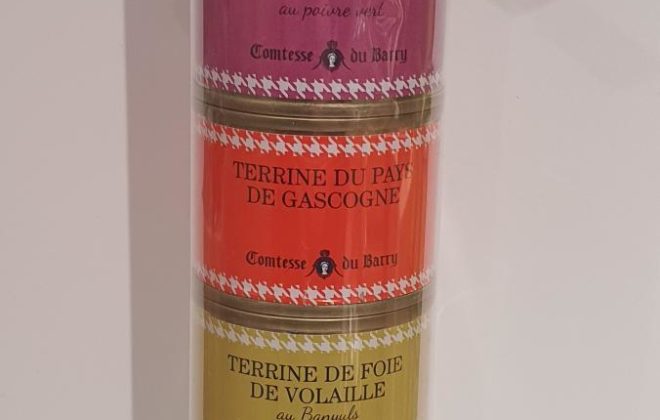 au poivre vert
Comtesse du Barry
TERRINE DU PAYS
DE GASCOGNE
Comtesse du Barry
TERRINE DE FOIE
DE VOLAILLE
au Banyuls